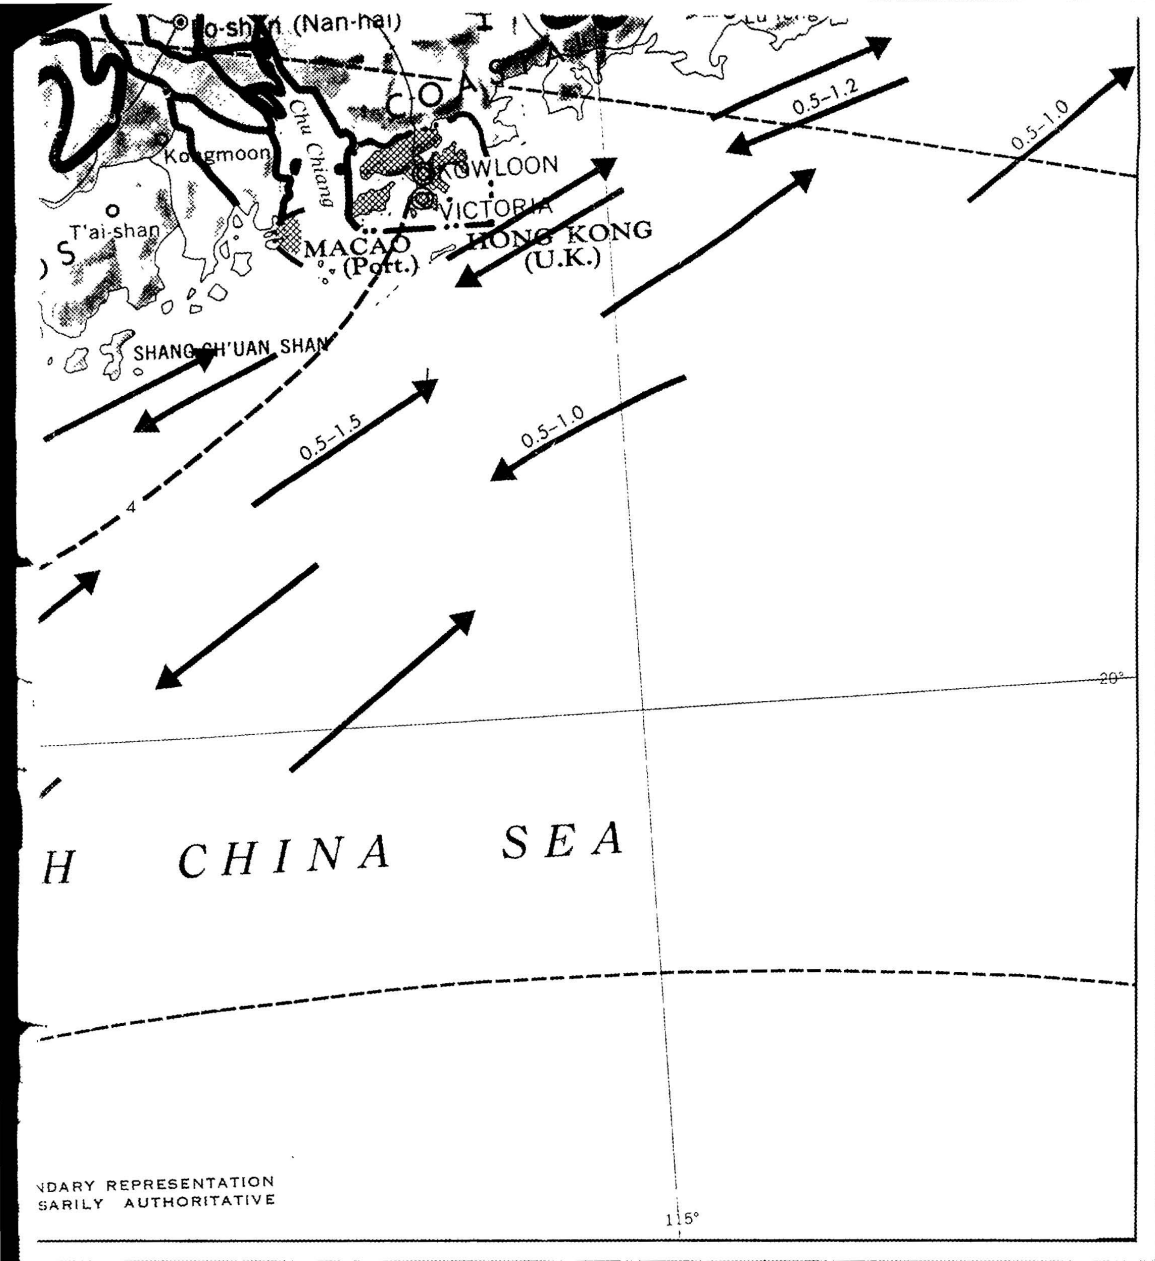 (Nan-hai)
COASTAL
0.5–1.2
0.5–1.0
Chu Chiang
Kongmoon
KOWLOON
VICTORIA
T'ai-shan
MACAO
(Port.)
HONG KONG
(U.K.)
S
SHANG-CH'UAN SHAN
0.5–1.5
0.5–1.0
4
20°
H CHINA SEA
NDARY REPRESENTATION
SARILY AUTHORITATIVE
115°